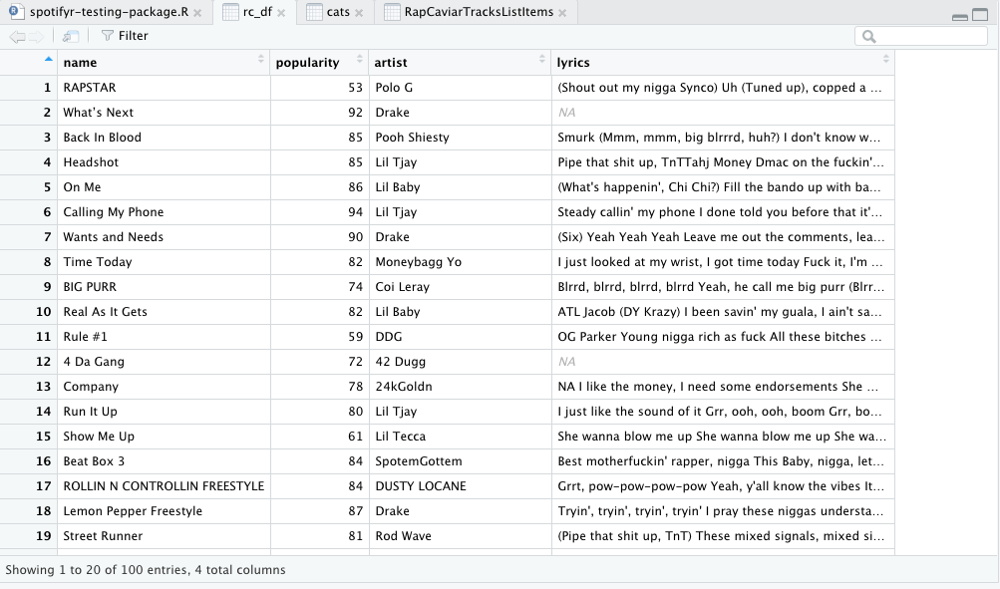 spotifyr-testing-package.R rc_df cats RapCaviarTracksListItems
Filter
name popularity artist lyrics
1 RAPSTAR 53 Polo G (Shout out my nigga Synco) Uh (Tuned up), copped a ...
2 What's Next 92 Drake NA
3 Back In Blood 85 Pooh Shiesty Smurk (Mmm, mmm, big blrrrd, huh?) I don't know w...
4 Headshot 85 Lil Tjay Pipe that shit up, TnTTahj Money Dmac on the fuckin'...
5 On Me 86 Lil Baby (What's happenin', Chi Chi?) Fill the bando up with ba...
6 Calling My Phone 94 Lil Tjay Steady callin' my phone I done told you before that it'...
7 Wants and Needs 90 Drake (Six) Yeah Yeah Yeah Leave me out the comments, lea...
8 Time Today 82 Moneybagg Yo I just looked at my wrist, I got time today Fuck it, I'm ...
9 BIG PURR 74 Coi Leray Blrrd, blrrd, blrrd, blrrd Yeah, he call me big purr (Blrr...
10 Real As It Gets 82 Lil Baby ATL Jacob (DY Krazy) I been savin' my guala, I ain't sa...
11 Rule #1 59 DDG OG Parker Young nigga rich as fuck All these bitches ...
12 4 Da Gang 72 42 Dugg NA
13 Company 78 24kGoldn NA I like the money, I need some endorsements She ...
14 Run It Up 80 Lil Tjay I just like the sound of it Grr, ooh, ooh, boom Grr, bo...
15 Show Me Up 61 Lil Tecca She wanna blow me up She wanna blow me up She wa...
16 Beat Box 3 84 SpotemGottem Best motherfuckin' rapper, nigga This Baby, nigga, let...
17 ROLLIN N CONTROLLIN FREESTYLE 84 DUSTY LOCANE Grrt, pow-pow-pow-pow Yeah, y'all know the vibes It...
18 Lemon Pepper Freestyle 87 Drake Tryin', tryin', tryin', tryin' I pray these niggas understa...
19 Street Runner 81 Rod Wave (Pipe that shit up, TnT) These mixed signals, mixed si...
Showing 1 to 20 of 100 entries, 4 total columns